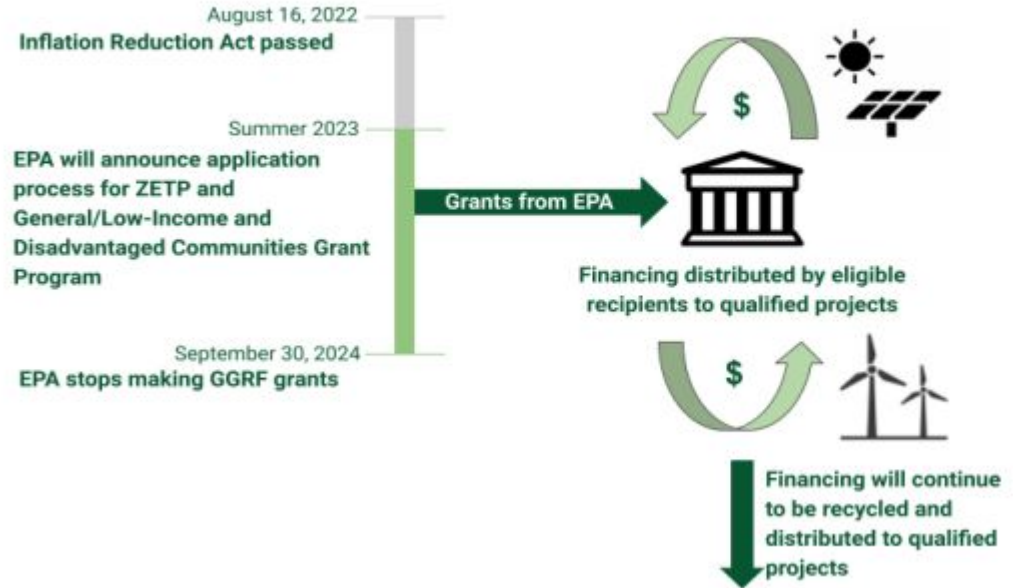 August 16, 2022
Inflation Reduction Act passed
Summer 2023
EPA will announce application
process for ZETP and
General/Low-Income and
Disadvantaged Communities Grant
Program
September 30, 2024
EPA stops making GGRF grants
Grants from EPA
$
Financing distributed by eligible
recipients to qualified projects
$
Financing will continue
to be recycled and
distributed to qualified
projects